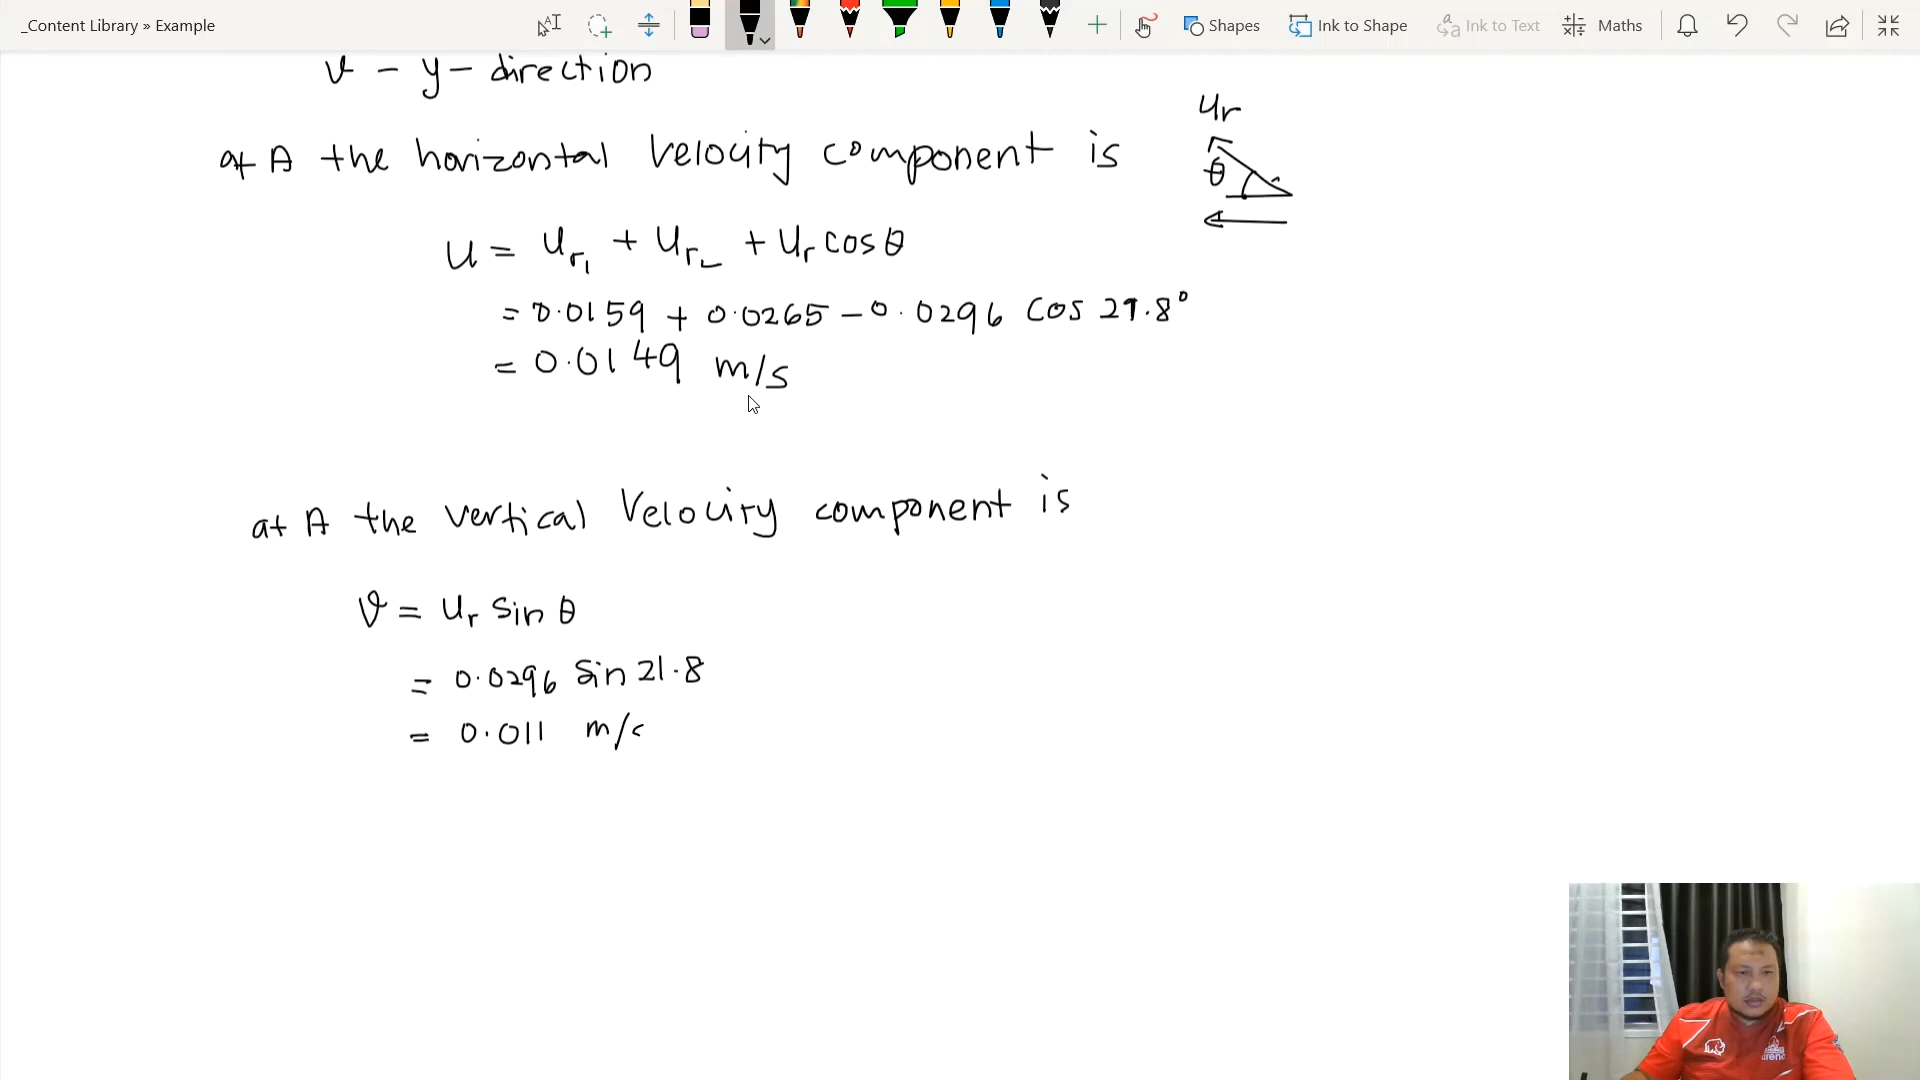 _Content Library » Example
Shapes
Ink to Shape
Ink to Text
Maths
v - y - direction
at A the horizontal velocity component is
ur
θ
u = ur1 + ur2 + ur cos θ
= 0.0159 + 0.0265 - 0.0296 cos 21.8°
= 0.0149 m/s
at A the vertical velocity component is
v = ur sin θ
= 0.0296 sin 21.8
= 0.011 m/s